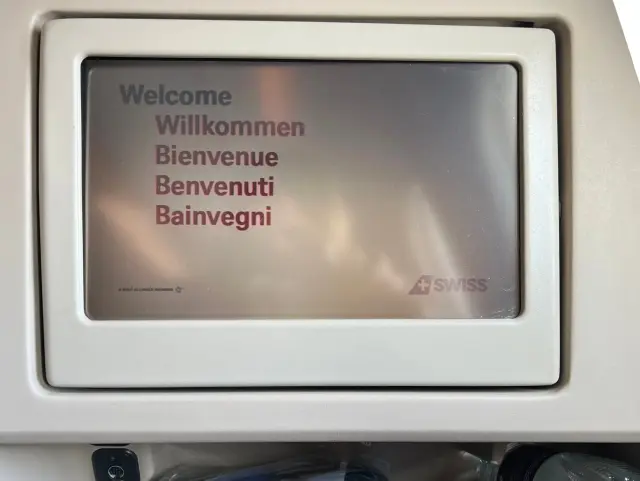 Welcome
Willkommen
Bienvenue
Benvenuti
Bainvegni
SWISS